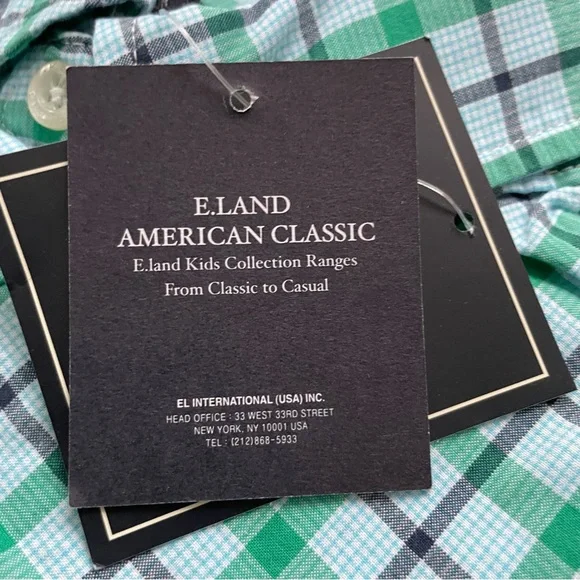 E.LAND
AMERICAN CLASSIC
E.land Kids Collection Ranges
From Classic to Casual
EL INTERNATIONAL (USA) INC.
HEAD OFFICE : 33 WEST 33RD STREET
NEW YORK, NY 10001 USA
TEL : (212)868-5933